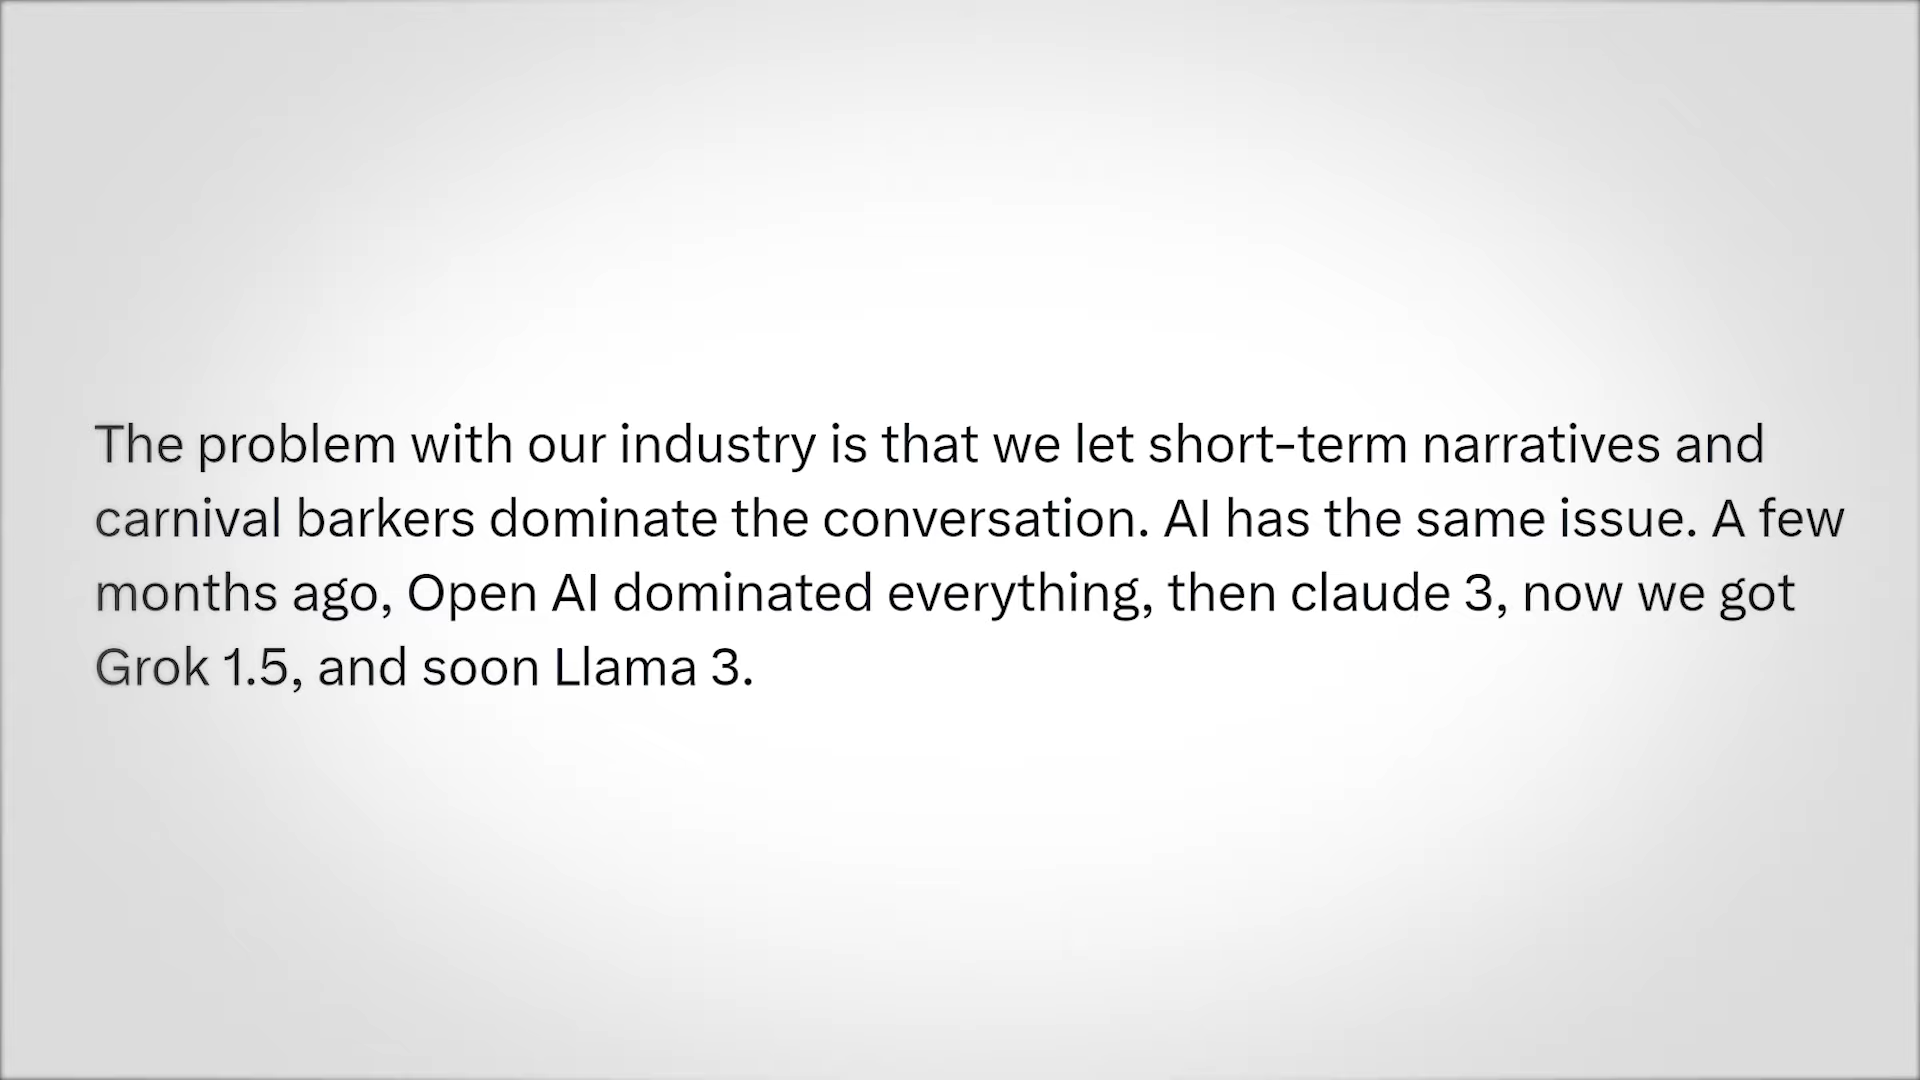 The problem with our industry is that we let short-term narratives and
carnival barkers dominate the conversation. AI has the same issue. A few
months ago, Open AI dominated everything, then claude 3, now we got
Grok 1.5, and soon Llama 3.